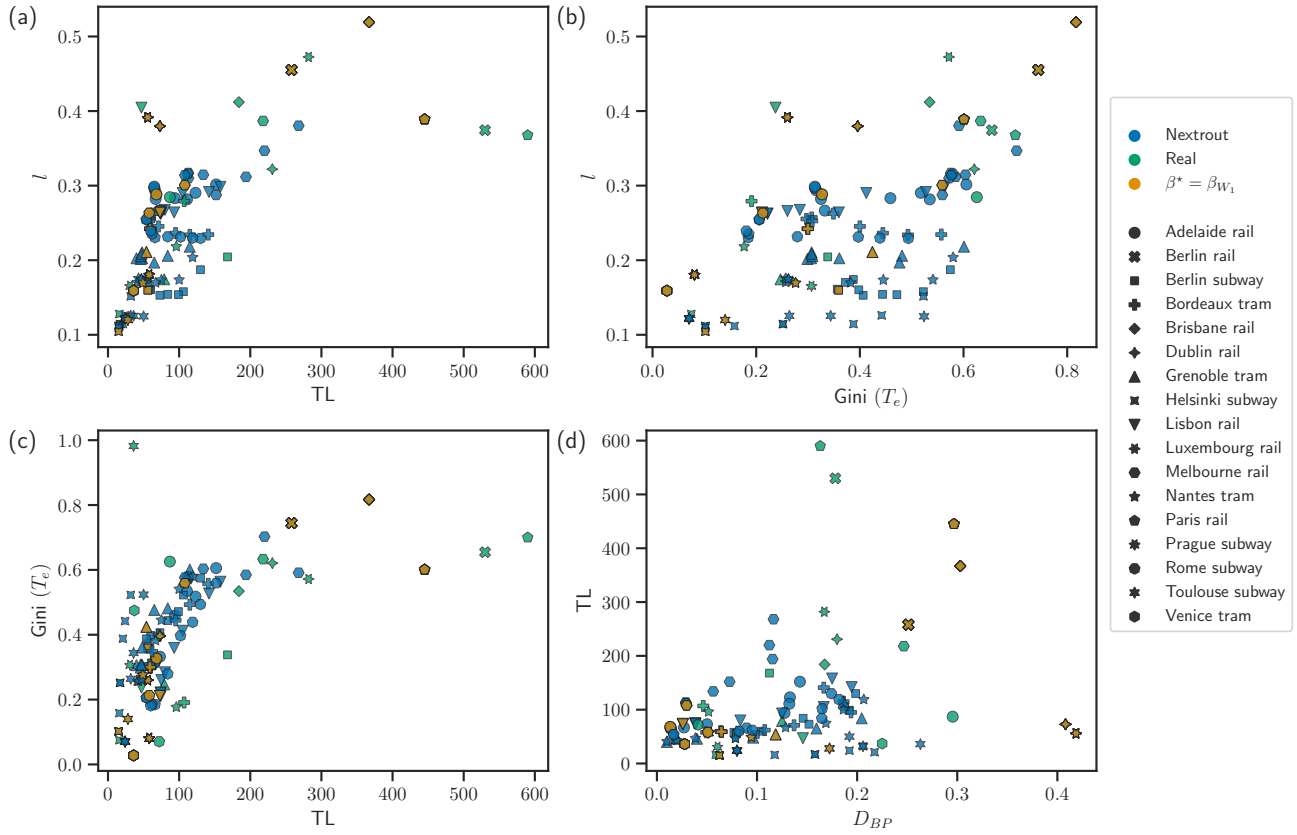 (a)
0.5
0.4
0.3
0.2
0.1
l
0
100
200
300
400
500
600
TL
(b)
0.5
0.4
0.3
0.2
0.1
l
0.0
0.2
0.4
0.6
0.8
Gini (T_e)
(c)
1.0
0.8
0.6
0.4
0.2
0.0
Gini (T_e)
0
100
200
300
400
500
600
TL
(d)
600
500
400
300
200
100
0
TL
0.0
0.1
0.2
0.3
0.4
D_{BP}
Nextrout
Real
β⋆ = β_{W_1}
Adelaide rail
Berlin rail
Berlin subway
Bordeaux tram
Brisbane rail
Dublin rail
Grenoble tram
Helsinki subway
Lisbon rail
Luxembourg rail
Melbourne rail
Nantes tram
Paris rail
Prague subway
Rome subway
Toulouse subway
Venice tram